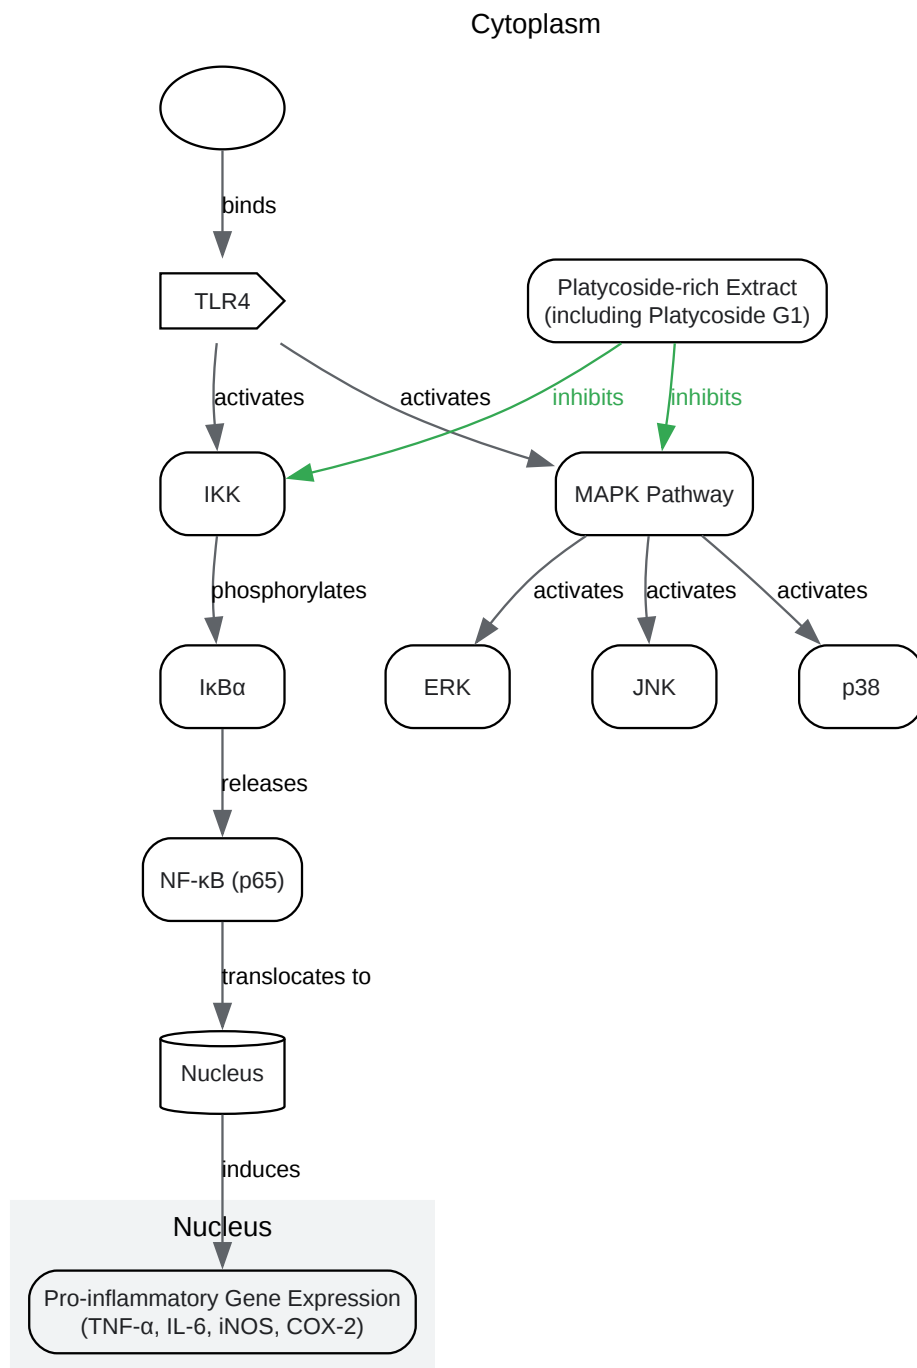 Cytoplasm
binds
TLR4
Platycoside-rich Extract
(including Platycoside G1)
activates
activates
inhibits
inhibits
IKK
MAPK Pathway
phosphorylates
activates
activates
activates
IκBα
ERK
JNK
p38
releases
NF-κB (p65)
translocates to
Nucleus
induces
Nucleus
Pro-inflammatory Gene Expression
(TNF-α, IL-6, iNOS, COX-2)